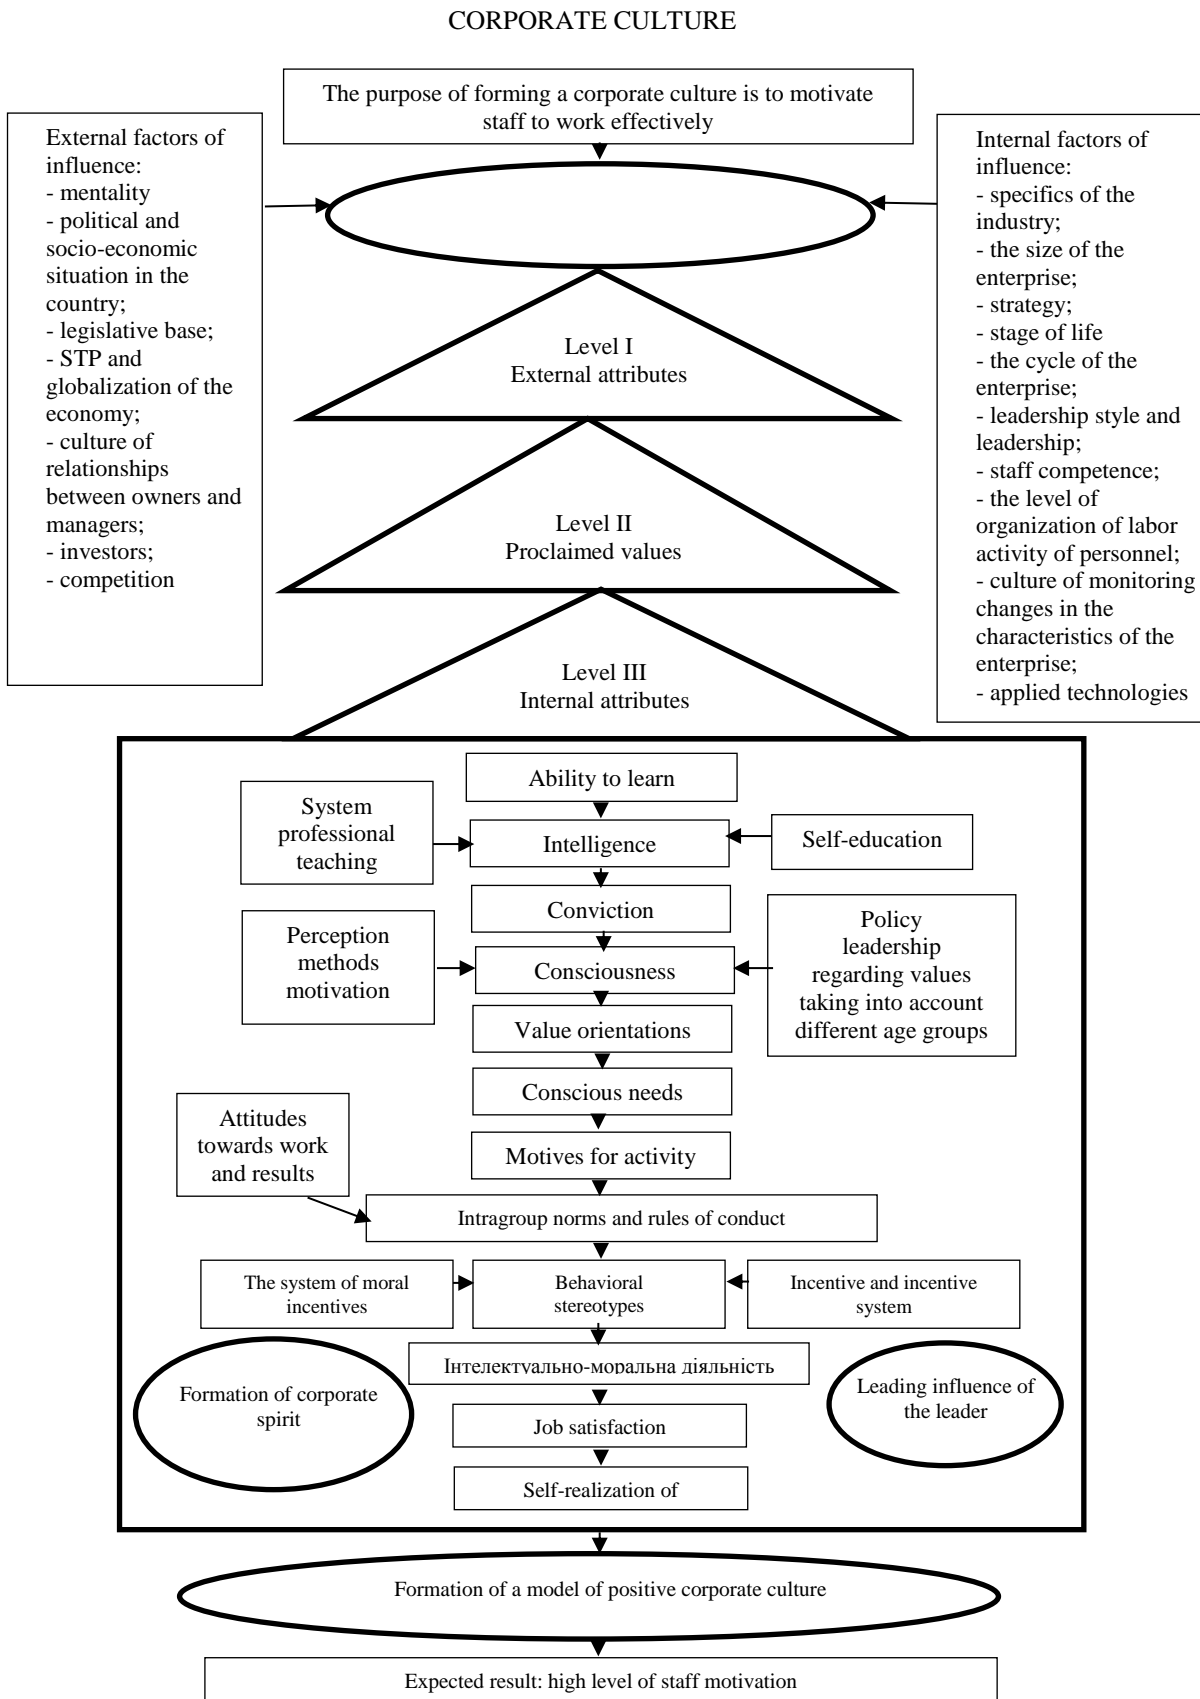 CORPORATE CULTURE
The purpose of forming a corporate culture is to motivate
staff to work effectively
External factors of
influence:
- mentality
- political and
socio-economic
situation in the
country;
- legislative base;
- STP and
globalization of the
economy;
- culture of
relationships
between owners and
managers;
- investors;
- competition
Internal factors of
influence:
- specifics of the
industry;
- the size of the
enterprise;
- strategy;
- stage of life
- the cycle of the
enterprise;
- leadership style and
leadership;
- staff competence;
- the level of
organization of labor
activity of personnel;
- culture of monitoring
changes in the
characteristics of the
enterprise;
- applied technologies
Level I
External attributes
Level II
Proclaimed values
Level III
Internal attributes
Ability to learn
System
professional
teaching
Intelligence
Self-education
Conviction
Perception
methods
motivation
Consciousness
Policy
leadership
regarding values
taking into account
different age groups
Value orientations
Conscious needs
Attitudes
towards work
and results
Motives for activity
Intragroup norms and rules of conduct
The system of moral
incentives
Behavioral
stereotypes
Incentive and incentive
system
Інтелектуально-моральна діяльність
Formation of corporate
spirit
Leading influence of
the leader
Job satisfaction
Self-realization of
Formation of a model of positive corporate culture
Expected result: high level of staff motivation